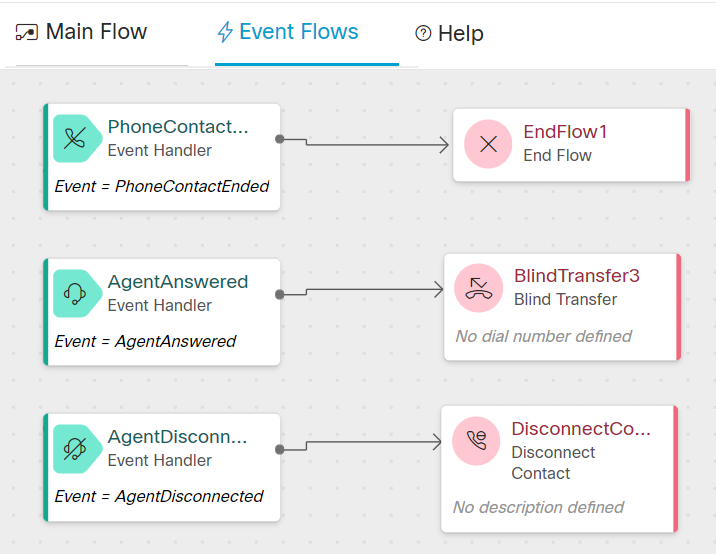 Main Flow
Event Flows
Help
PhoneContact...
Event Handler
Event = PhoneContactEnded
EndFlow1
End Flow
AgentAnswered
Event Handler
Event = AgentAnswered
BlindTransfer3
Blind Transfer
No dial number defined
AgentDisconn...
Event Handler
Event = AgentDisconnected
DisconnectCo...
Disconnect
Contact
No description defined